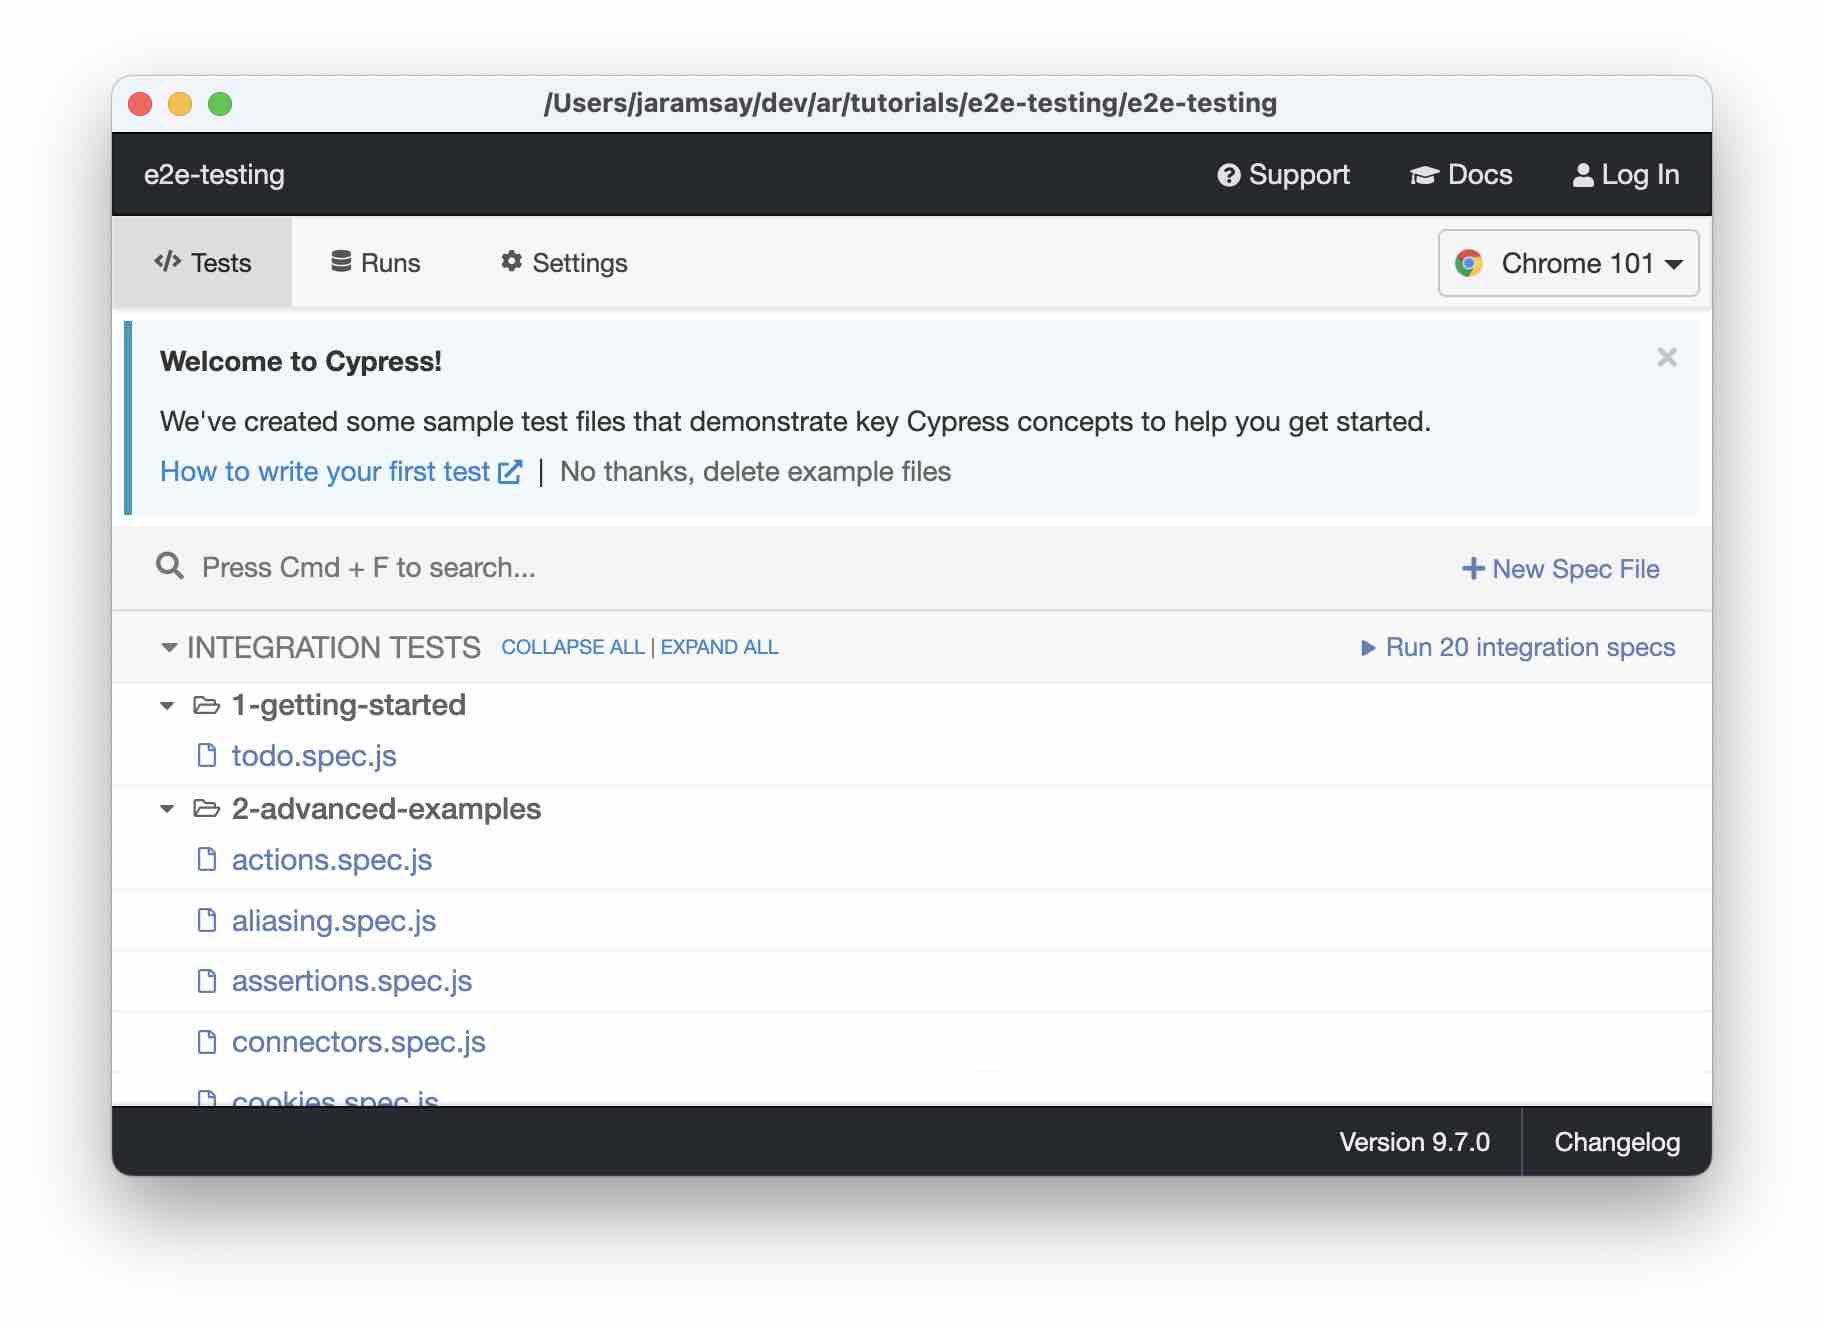 /Users/jaramsay/dev/ar/tutorials/e2e-testing/e2e-testing
e2e-testing Support Docs Log In
Tests Runs Settings Chrome 101
Welcome to Cypress!
We've created some sample test files that demonstrate key Cypress concepts to help you get started.
How to write your first test | No thanks, delete example files
Press Cmd + F to search... New Spec File
INTEGRATION TESTS COLLAPSE ALL | EXPAND ALL Run 20 integration specs
1-getting-started
todo.spec.js
2-advanced-examples
actions.spec.js
aliasing.spec.js
assertions.spec.js
connectors.spec.js
cookies.spec.js
Version 9.7.0 Changelog